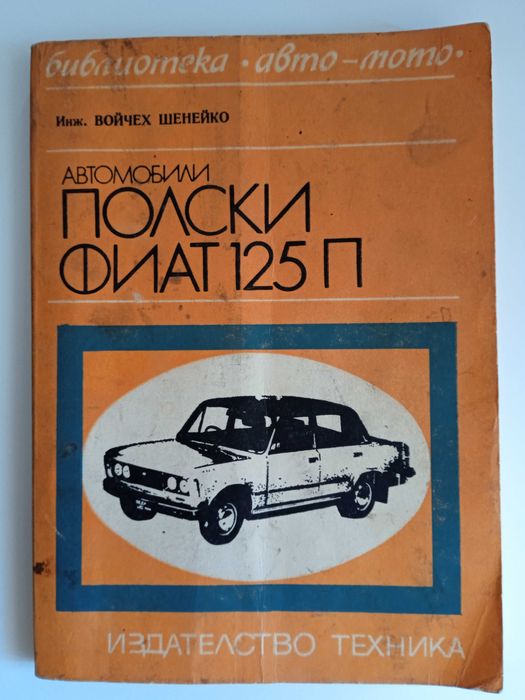 библиотека • авто-мото •
Инж. ВОЙЧЕХ ШЕНЕЙКО
АВТОМОБИЛИ
ПОЛСКИ
ФИАТ 125 П
ИЗДАТЕЛСТВО ТЕХНИКА